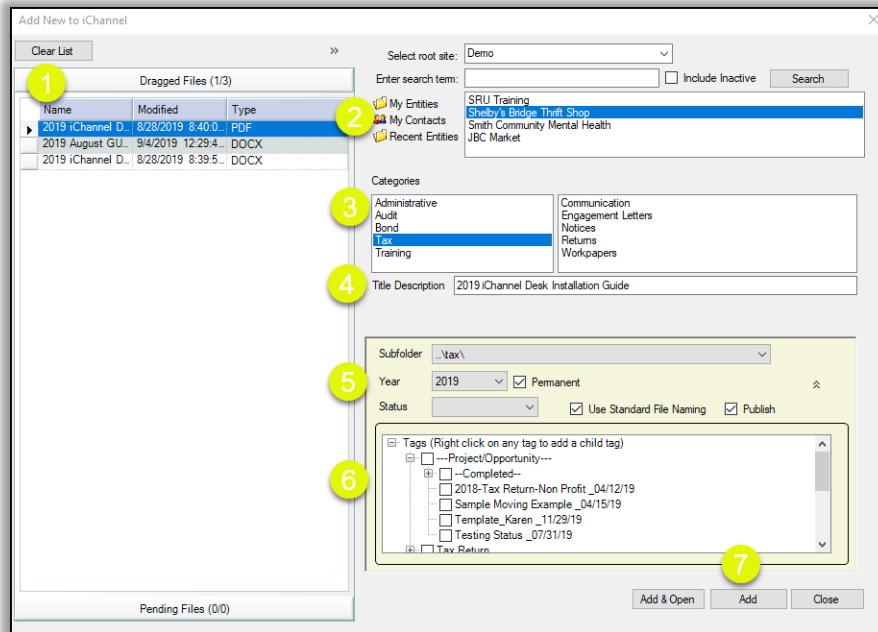 Add New to iChannel
Clear List
»
Dragged Files (1/3)
1
Name Modified Type
2019 iChannel D... 8/28/2019 8:40:0... PDF
2019 August GU... 9/4/2019 12:29:4... DOCX
2019 iChannel D... 8/28/2019 8:39:5... DOCX
Pending Files (0/0)
Select root site: Demo
Enter search term: Include Inactive Search
2
My Entities
My Contacts
Recent Entities
SRU Training
Shelby's Bridge Thrift Shop
Smith Community Mental Health
JBC Market
Categories
3
Administrative
Audit
Bond
Tax
Training
Communication
Engagement Letters
Notices
Returns
Workpapers
4
Title Description 2019 iChannel Desk Installation Guide
Subfolder ..\tax\
5
Year 2019 Permanent
Status Use Standard File Naming Publish
6
Tags (Right click on any tag to add a child tag)
---Project/Opportunity---
--Completed--
2018-Tax Return-Non Profit _04/12/19
Sample Moving Example _04/15/19
Template_Karen _11/29/19
Testing Status _07/31/19
Tax Return
7
Add & Open Add Close